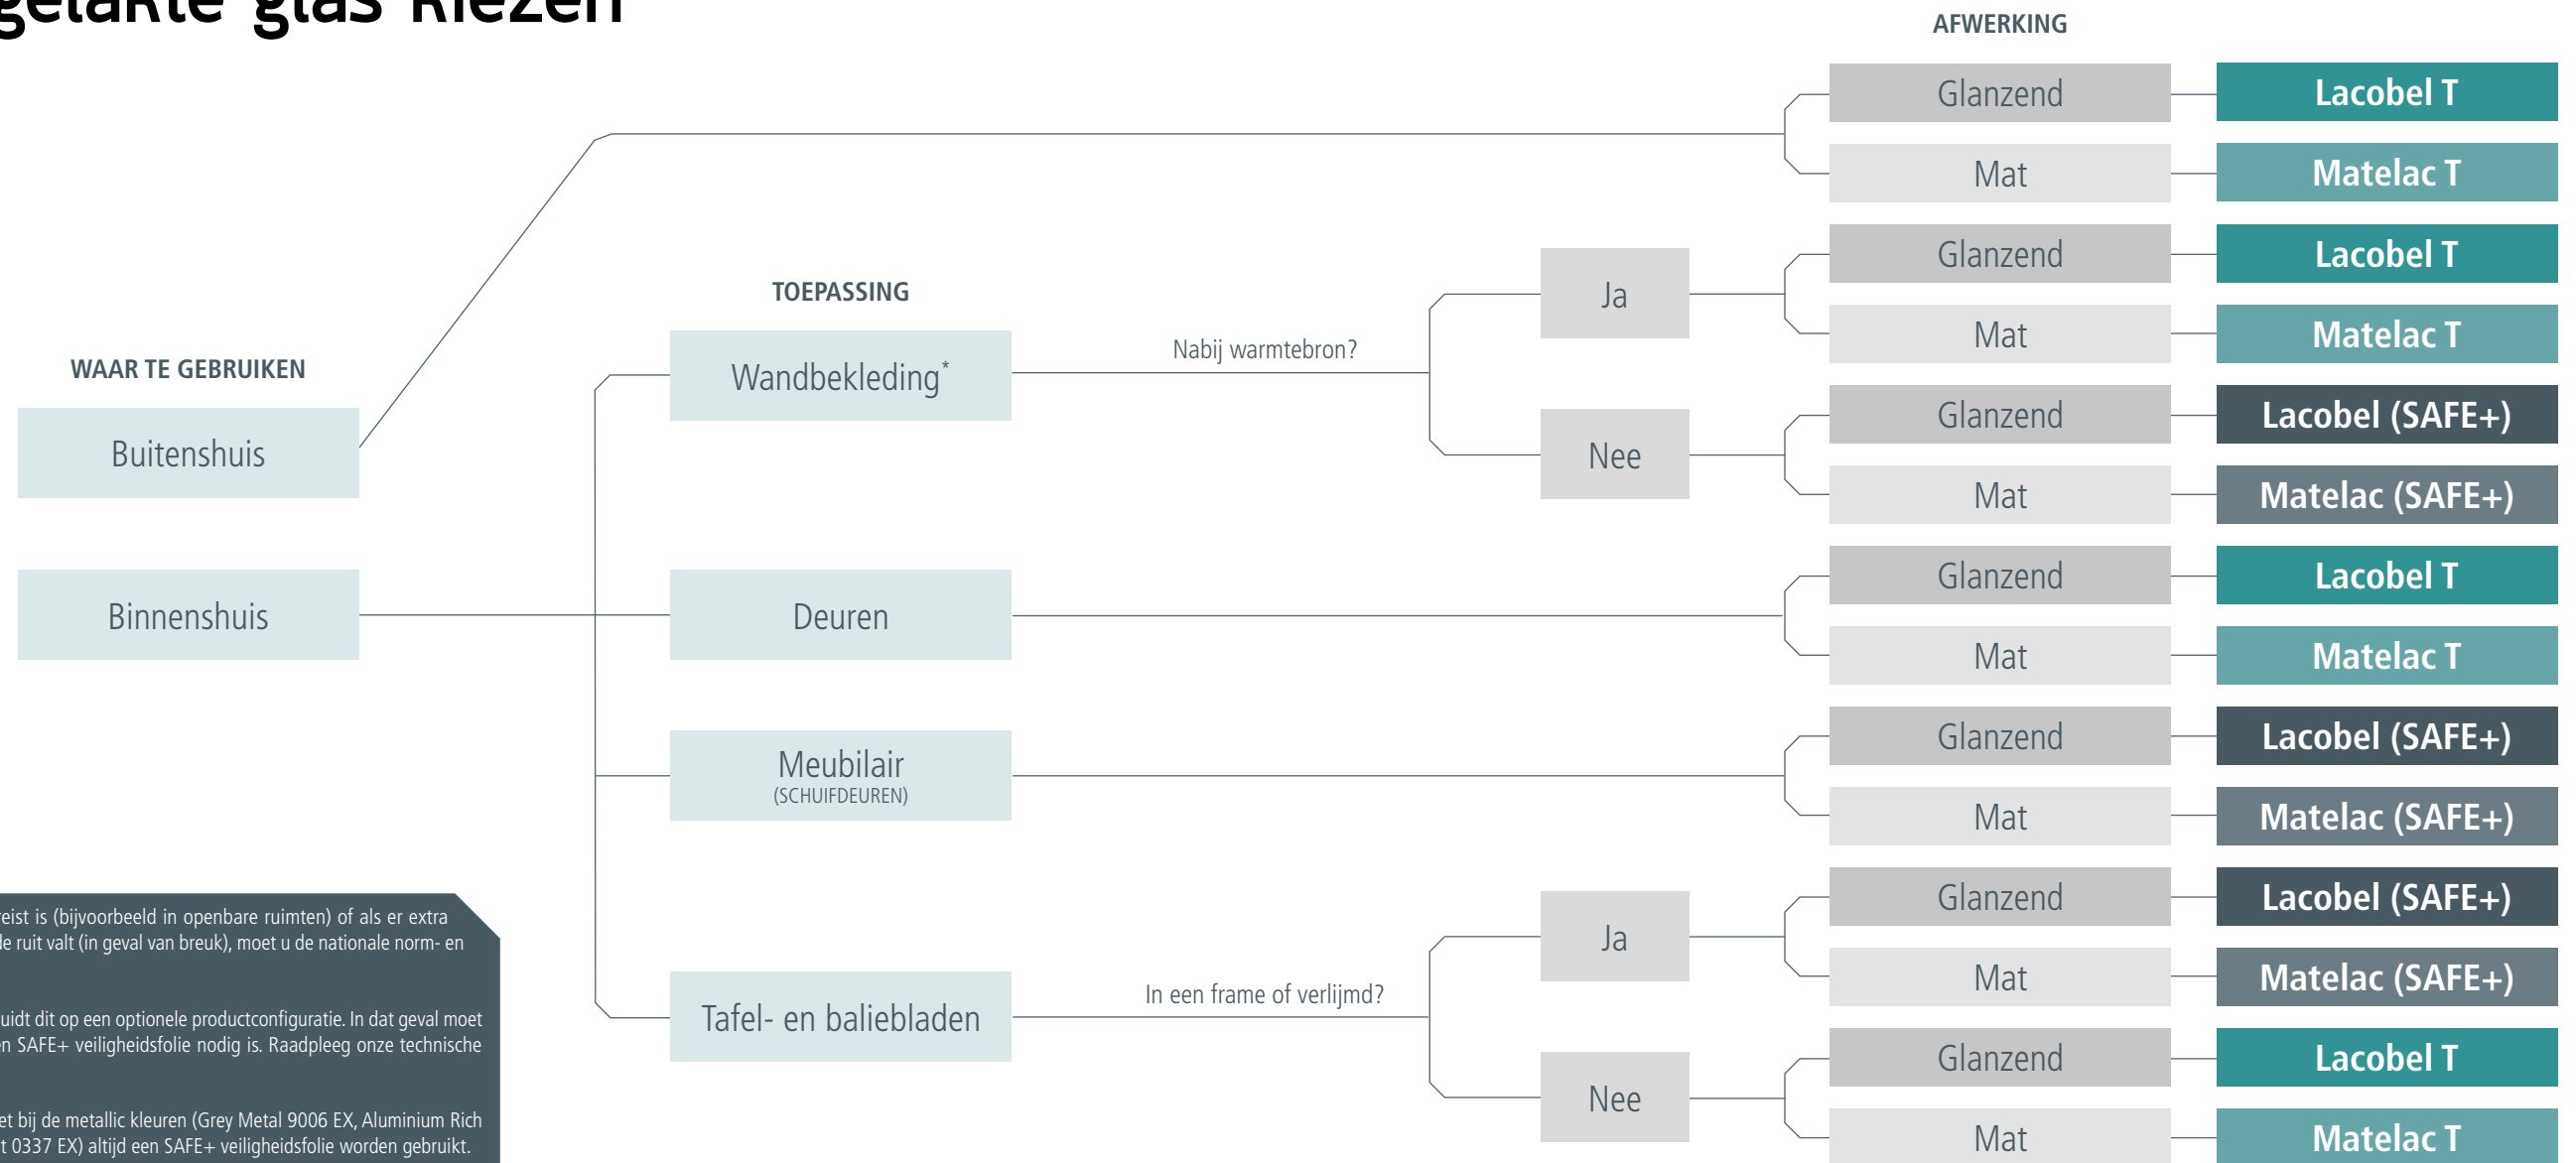 gelakte glas kiezen
AFWERKING
Glanzend
Lacobel T
Mat
Matelac T
Glanzend
Lacobel T
TOEPASSING
Ja
Mat
Matelac T
WAAR TE GEBRUIKEN
Wandbekleding*
Nabij warmtebron?
Glanzend
Lacobel (SAFE+)
Buitenshuis
Nee
Mat
Matelac (SAFE+)
Glanzend
Lacobel T
Binnenshuis
Deuren
Mat
Matelac T
Glanzend
Lacobel (SAFE+)
Meubilair
(SCHUIFDEUREN)
Mat
Matelac (SAFE+)
Glanzend
Lacobel (SAFE+)
Ja
Mat
Matelac (SAFE+)
Tafel- en baliebladen
In een frame of verlijmd?
Glanzend
Lacobel T
Nee
Mat
Matelac T
is (bijvoorbeeld in openbare ruimten) of als er extra
ruit valt (in geval van breuk), moet u de nationale norm- en
dit op een optionele productconfiguratie. In dat geval moet
SAFE+ veiligheidsfolie nodig is. Raadpleeg onze technische
bij de metallic kleuren (Grey Metal 9006 EX, Aluminium Rich
0337 EX) altijd een SAFE+ veiligheidsfolie worden gebruikt.